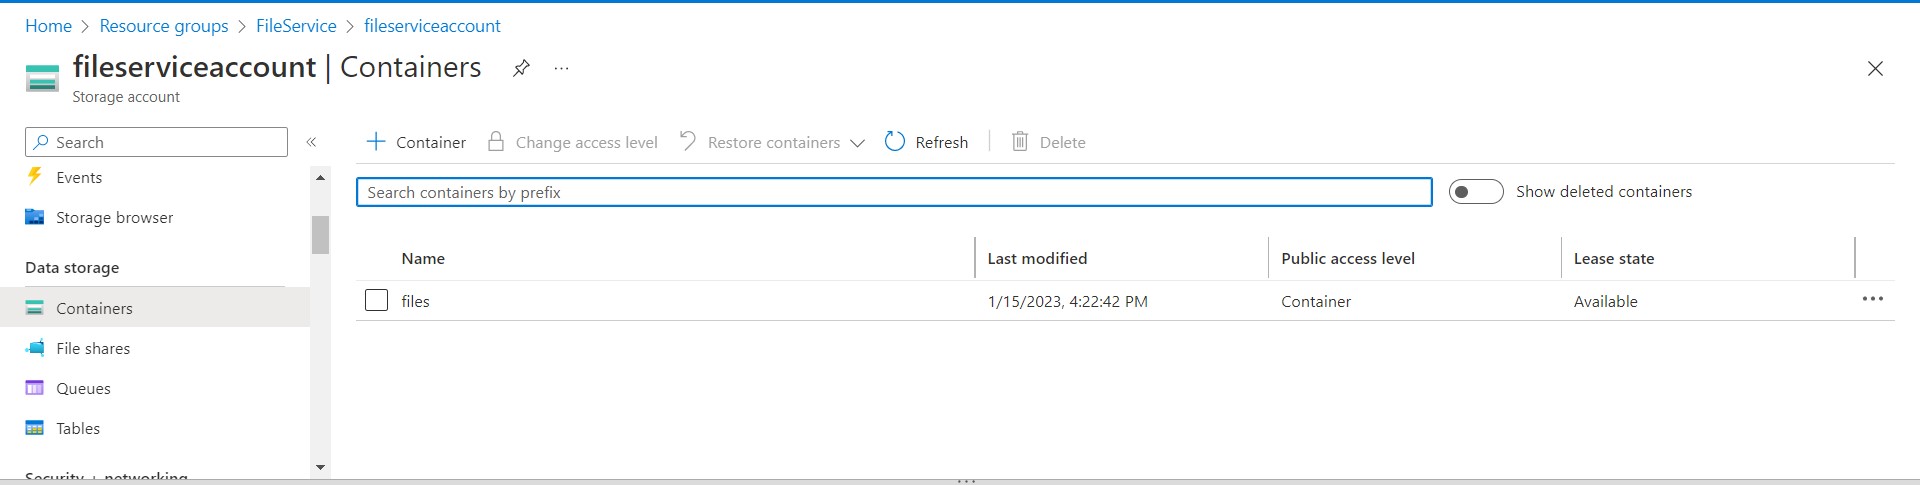 Home > Resource groups > FileService > fileserviceaccount
fileserviceaccount | Containers
Storage account
Search
Container
Change access level
Restore containers
Refresh
Delete
Events
Storage browser
Data storage
Containers
File shares
Queues
Tables
Security + networking
Search containers by prefix
Show deleted containers
Name Last modified Public access level Lease state
files 1/15/2023, 4:22:42 PM Container Available